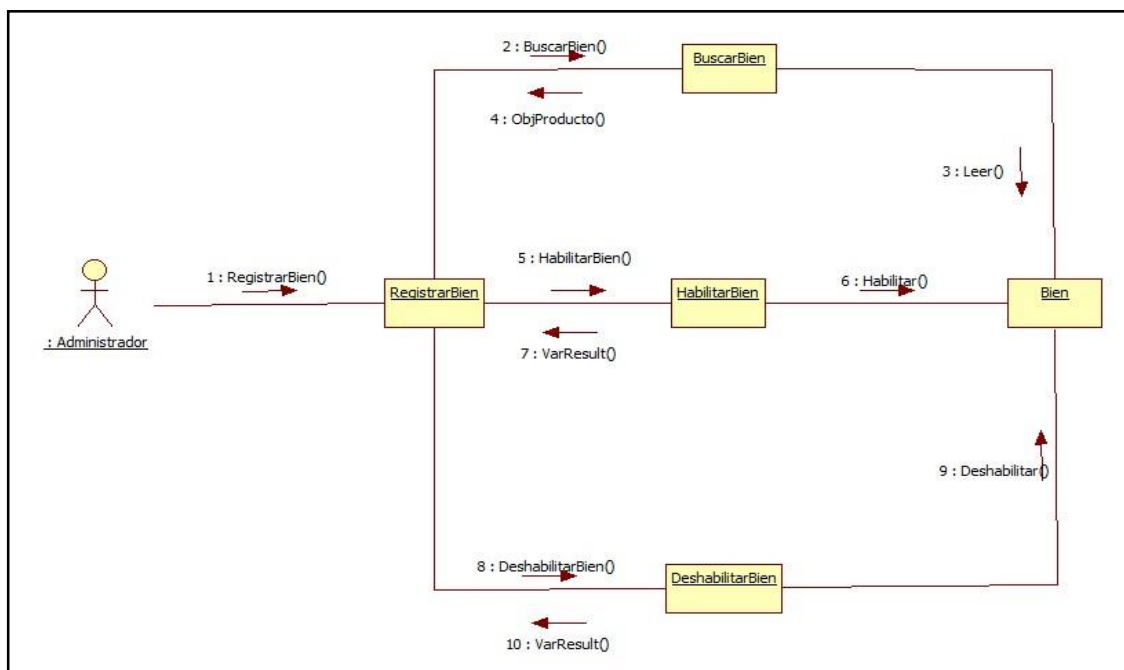 2 : BuscarBien()
BuscarBien
4 : ObjProducto()
3 : Leer()
1 : RegistrarBien()
5 : HabilitarBien()
6 : Habilitar()
RegistrarBien
HabilitarBien
Bien
: Administrador
7 : VarResult()
9 : Deshabilitar()
8 : DeshabilitarBien()
DeshabilitarBien
10 : VarResult()